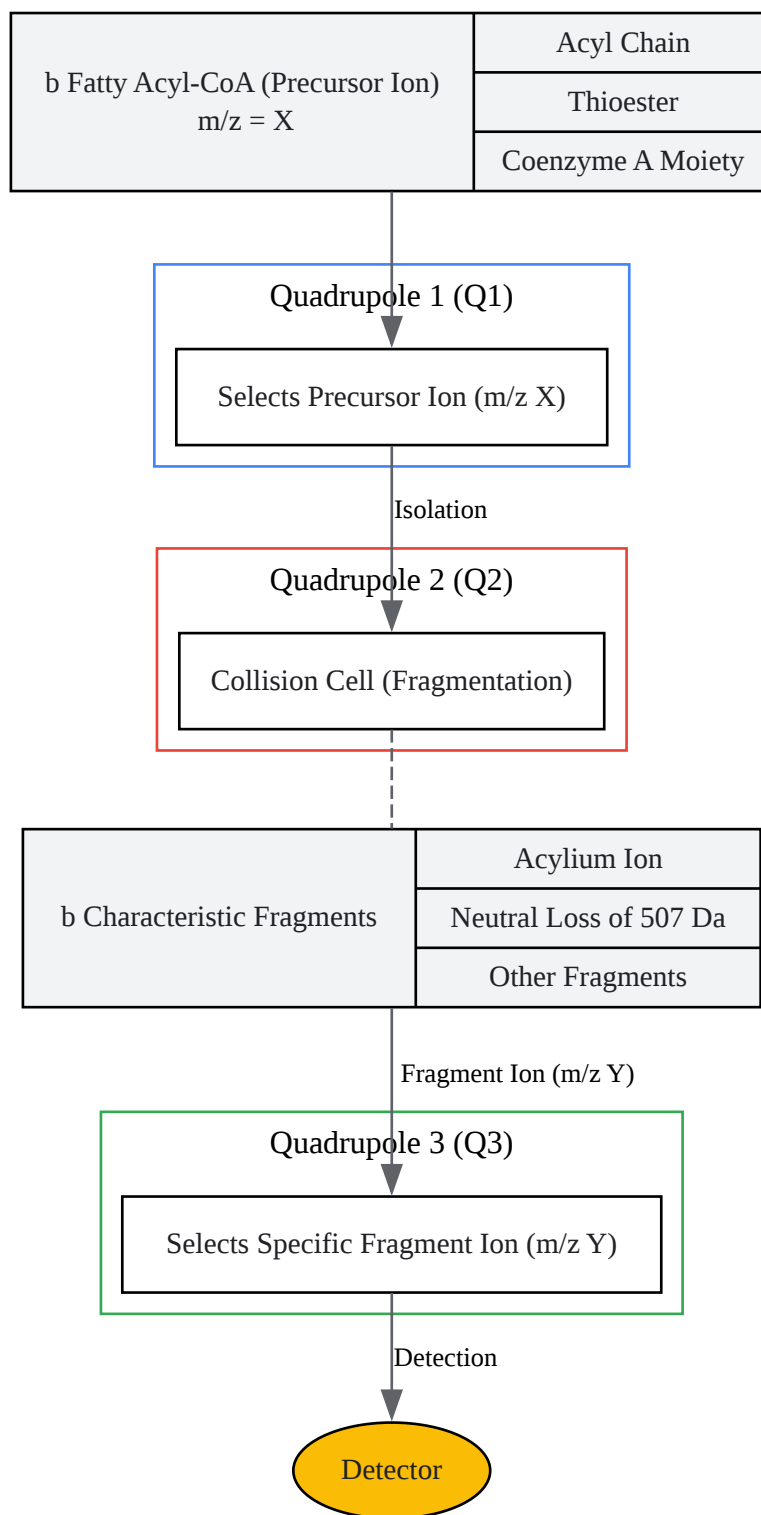 b Fatty Acyl-CoA (Precursor Ion)
m/z = X
Acyl Chain
Thioester
Coenzyme A Moiety
Quadrupole 1 (Q1)
Selects Precursor Ion (m/z X)
Isolation
Quadrupole 2 (Q2)
Collision Cell (Fragmentation)
b Characteristic Fragments
Acylium Ion
Neutral Loss of 507 Da
Other Fragments
Fragment Ion (m/z Y)
Quadrupole 3 (Q3)
Selects Specific Fragment Ion (m/z Y)
Detection
Detector